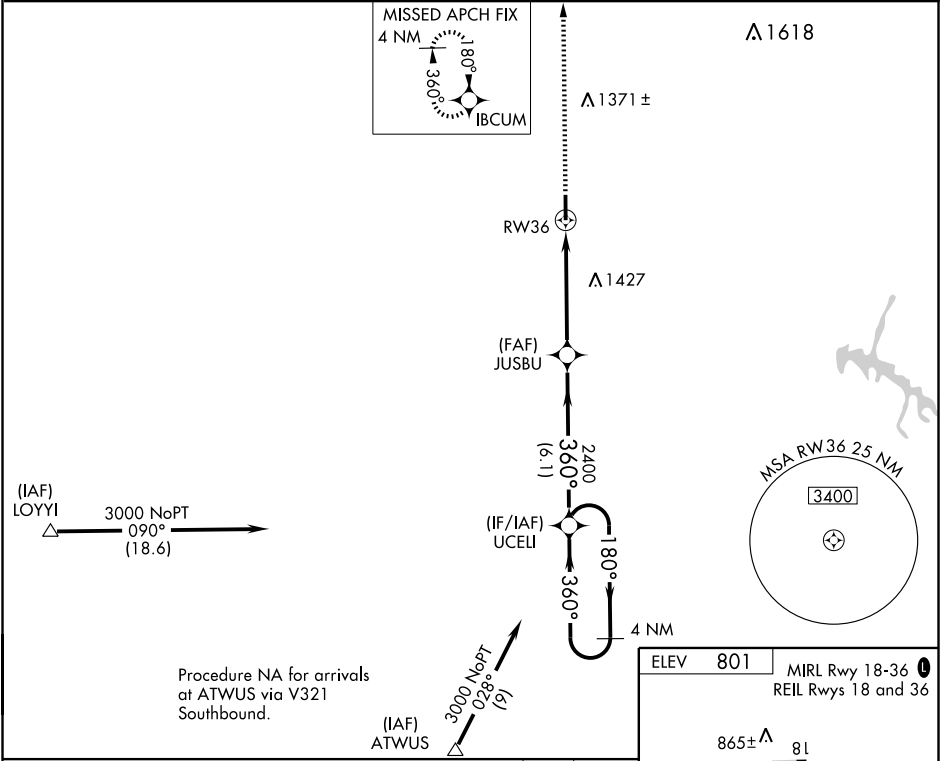 MISSED APCH FIX
4 NM
180°
360°
IBCUM
1618
1371 ±
RW36
1427
(FAF)
JUSBU
2400
360°
(6.1)
MSA RW36 25 NM
3400
(IAF)
LOYYI
3000 NoPT
090°
(18.6)
(IF/IAF)
UCELI
180°
360°
4 NM
Procedure NA for arrivals
at ATWUS via V321
Southbound.
3000 NoPT
028°
(9)
(IAF)
ATWUS
ELEV 801
MIRL Rwy 18-36 L
REIL Rwys 18 and 36
865±
18